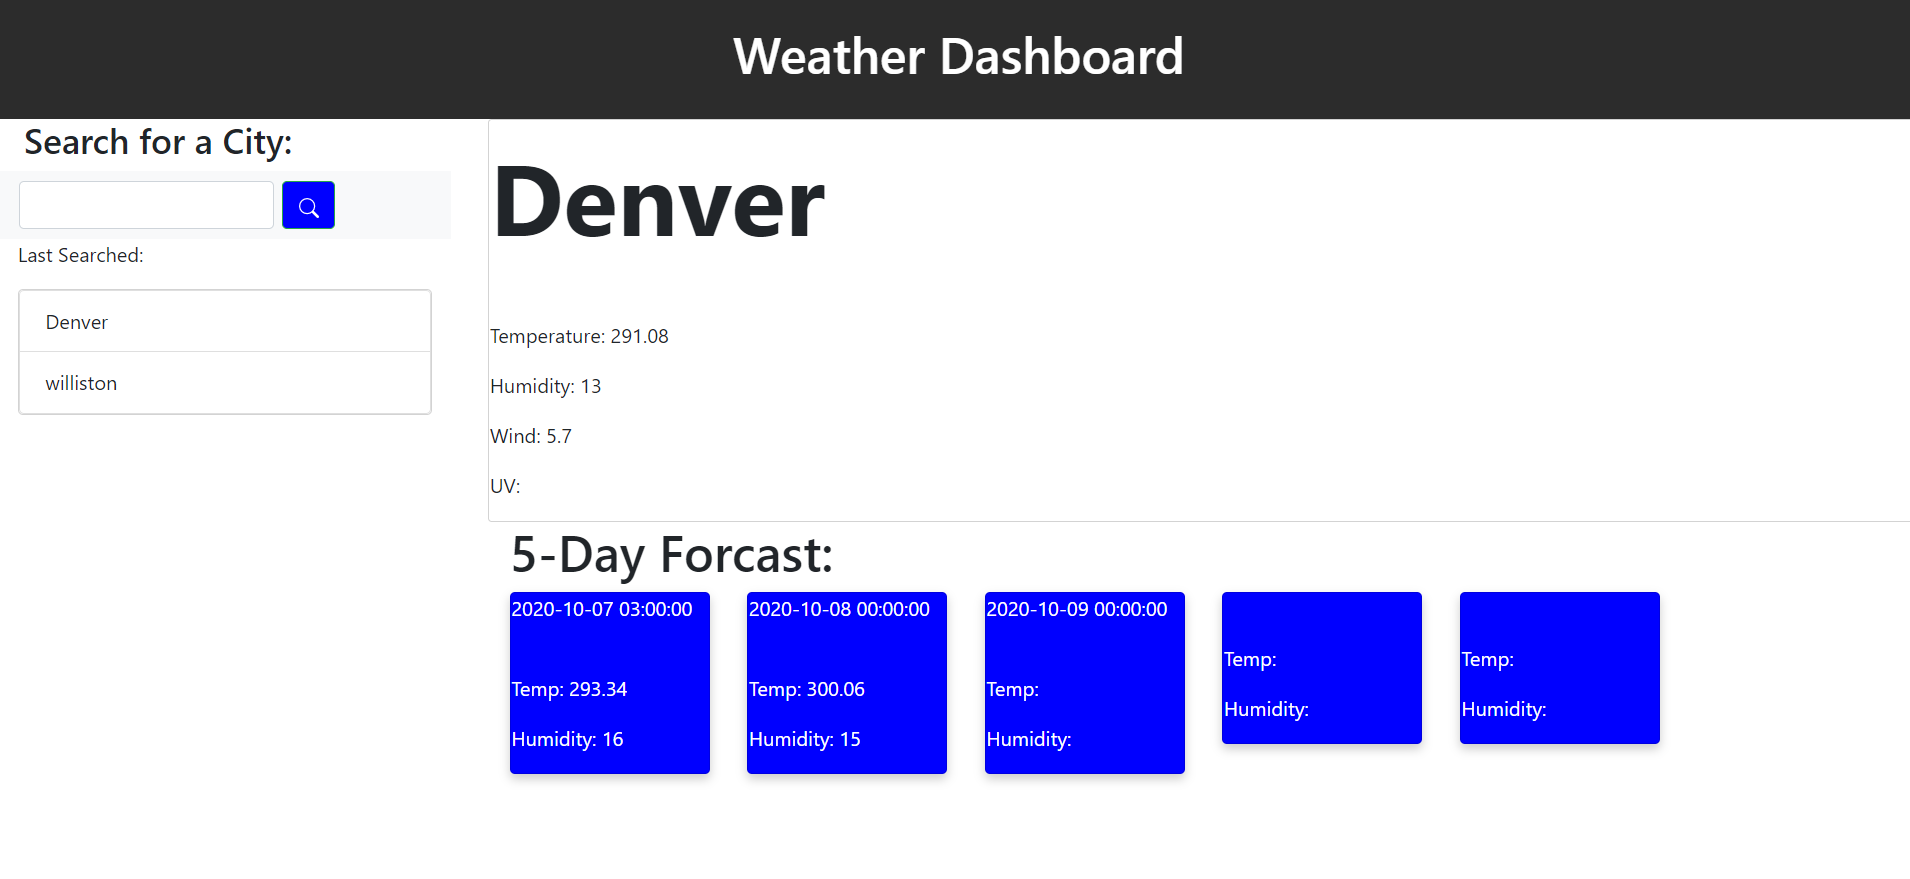 Weather Dashboard
Search for a City:
Last Searched:
Denver
williston
Denver
Temperature: 291.08
Humidity: 13
Wind: 5.7
UV:
5-Day Forcast:
2020-10-07 03:00:00
Temp: 293.34
Humidity: 16
2020-10-08 00:00:00
Temp: 300.06
Humidity: 15
2020-10-09 00:00:00
Temp:
Humidity:
Temp:
Humidity:
Temp:
Humidity: